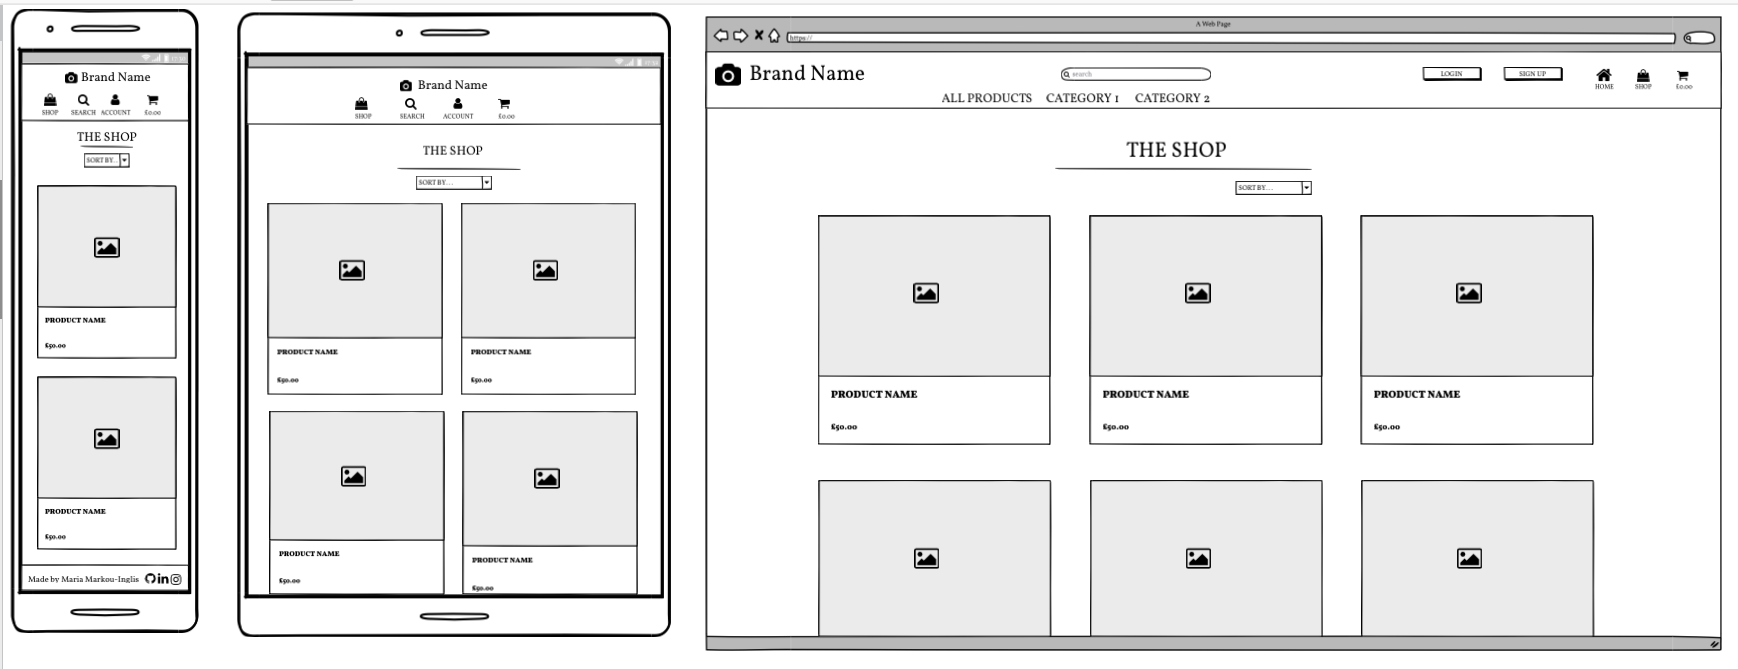 Brand Name
SHOP SEARCH ACCOUNT £0.00
THE SHOP
SORT BY...
PRODUCT NAME
£50.00
PRODUCT NAME
£50.00
Made by Maria Markou-Inglis
Brand Name
SHOP SEARCH ACCOUNT £0.00
THE SHOP
SORT BY...
PRODUCT NAME PRODUCT NAME
£50.00 £50.00
PRODUCT NAME PRODUCT NAME
£50.00 £50.00
A Web Page
https://
Brand Name
search
LOGIN SIGN UP
HOME SHOP £0.00
ALL PRODUCTS CATEGORY 1 CATEGORY 2
THE SHOP
SORT BY...
PRODUCT NAME PRODUCT NAME PRODUCT NAME
£50.00 £50.00 £50.00